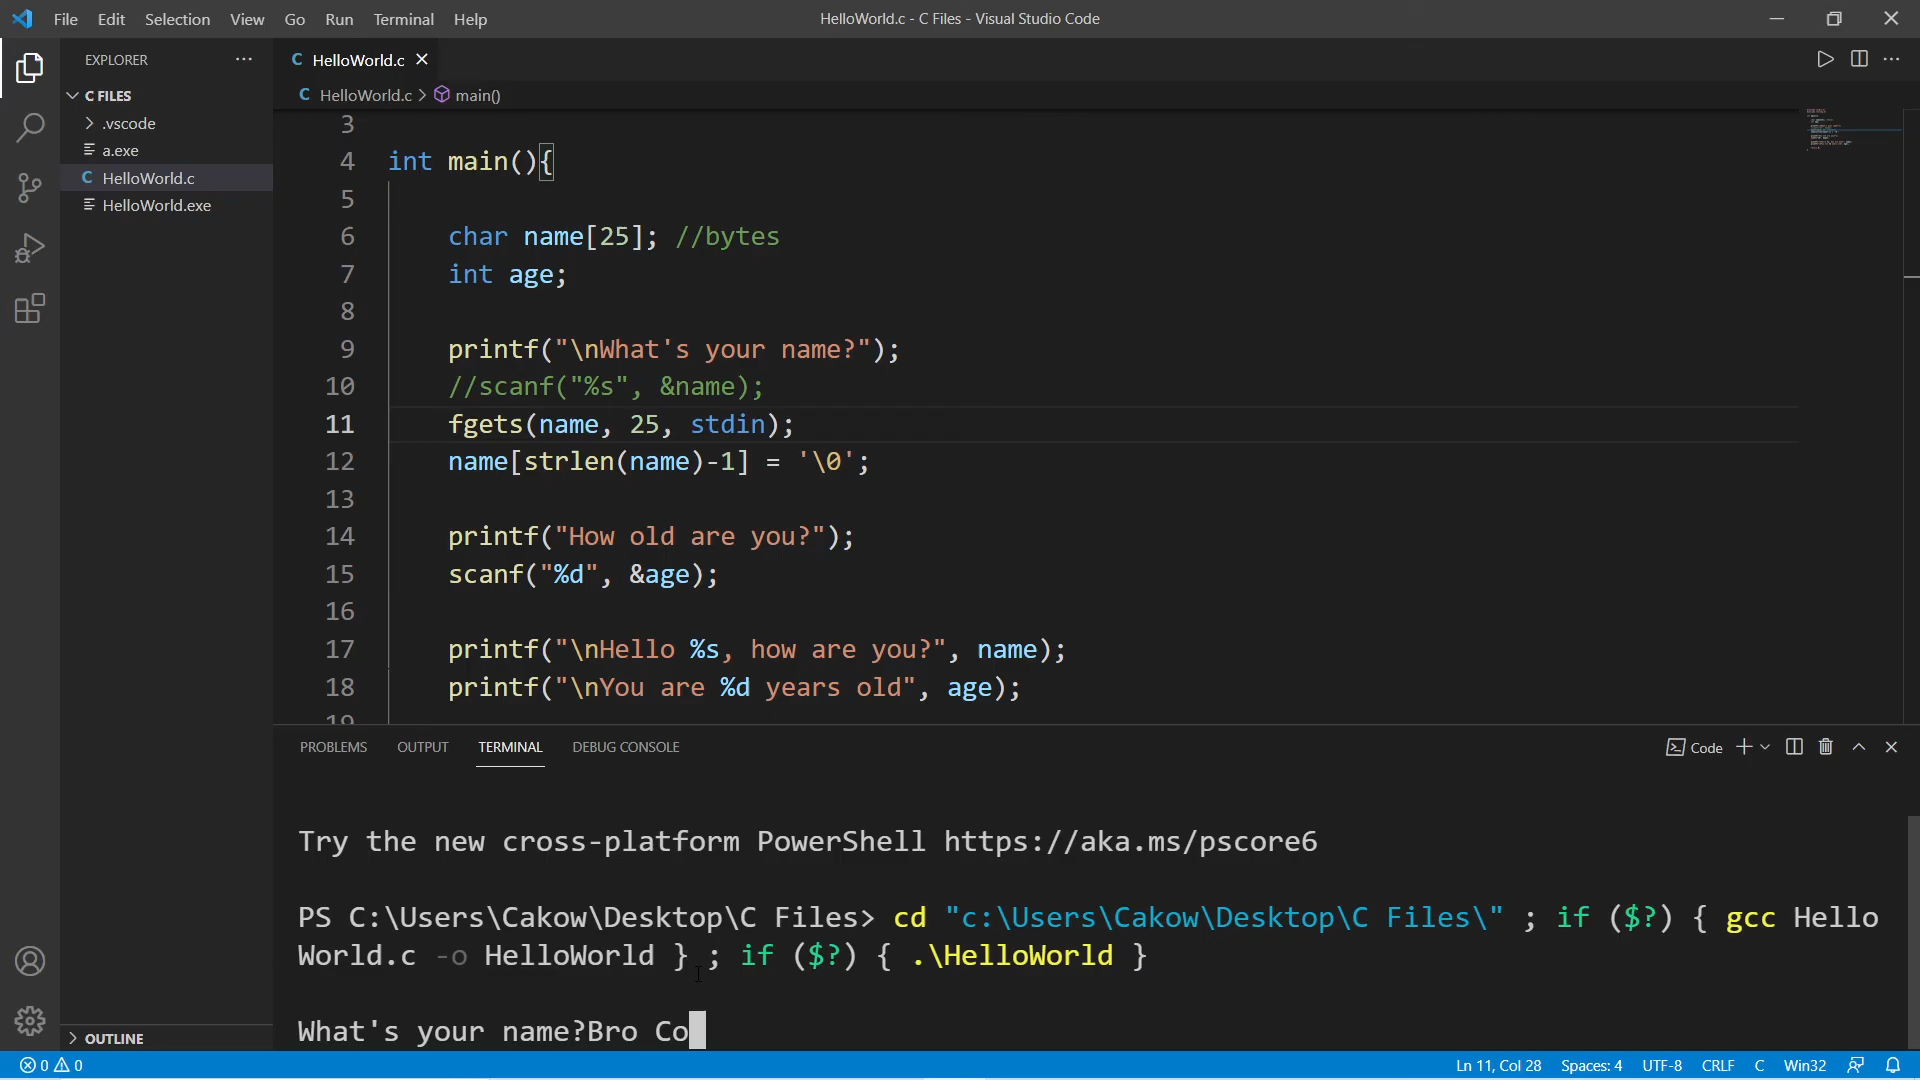 File Edit Selection View Go Run Terminal Help HelloWorld.c - C Files - Visual Studio Code
EXPLORER
C FILES
.vscode
a.exe
C HelloWorld.c
HelloWorld.exe
OUTLINE
C HelloWorld.c
C HelloWorld.c > main()
3
4 int main(){
5
6 char name[25]; //bytes
7 int age;
8
9 printf("\nWhat's your name?");
10 //scanf("%s", &name);
11 fgets(name, 25, stdin);
12 name[strlen(name)-1] = '\0';
13
14 printf("How old are you?");
15 scanf("%d", &age);
16
17 printf("\nHello %s, how are you?", name);
18 printf("\nYou are %d years old", age);
19
PROBLEMS OUTPUT TERMINAL DEBUG CONSOLE Code
Try the new cross-platform PowerShell https://aka.ms/pscore6
PS C:\Users\Cakow\Desktop\C Files> cd "c:\Users\Cakow\Desktop\C Files\" ; if ($?) { gcc Hello
World.c -o HelloWorld } ; if ($?) { .\HelloWorld }
What's your name?Bro Co
0 0 Ln 11, Col 28 Spaces: 4 UTF-8 CRLF C Win32